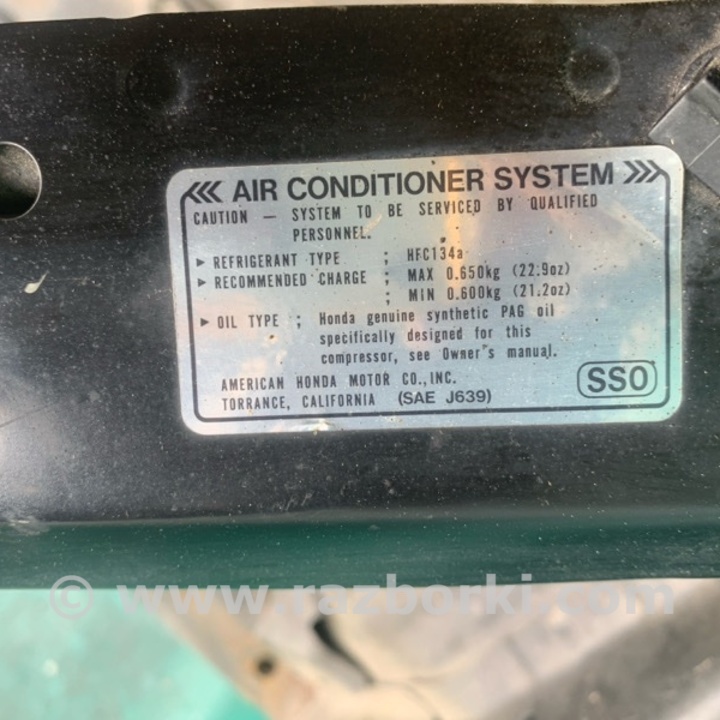 AIR CONDITIONER SYSTEM
CAUTION – SYSTEM TO BE SERVICED BY QUALIFIED
PERSONNEL.
► REFRIGERANT TYPE ; HFC134a
► RECOMMENDED CHARGE ; MAX 0.650kg (22.9oz)
; MIN 0.600kg (21.2oz)
► OIL TYPE ; Honda genuine synthetic PAG oil
specifically designed for this
compressor, see Owner's manual.
AMERICAN HONDA MOTOR CO., INC.
TORRANCE, CALIFORNIA (SAE J639)
SS0
© www.razborki.com